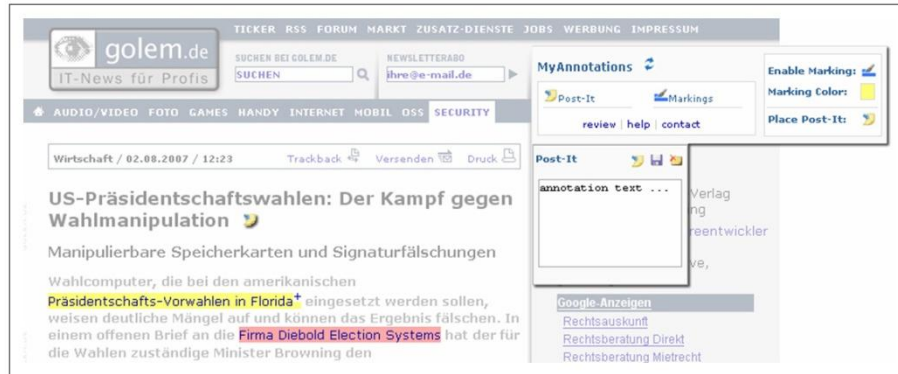 TICKER RSS FORUM MARKT ZUSATZ-DIENSTE JOBS WERBUNG IMPRESSUM
golem.de
IT-News für Profis
SUCHEN BEI GOLEM.DE
SUCHEN
NEWSLETTERABO
ihre@e-mail.de
AUDIO/VIDEO FOTO GAMES HANDY INTERNET MOBIL OSS SECURITY
MyAnnotations
Post-It Markings
review | help | contact
Enable Marking:
Marking Color:
Place Post-It:
Wirtschaft / 02.08.2007 / 12:23 Trackback Versenden Druck
US-Präsidentschaftswahlen: Der Kampf gegen
Wahlmanipulation
Manipulierbare Speicherkarten und Signaturfälschungen
Wahlcomputer, die bei den amerikanischen
Präsidentschafts-Vorwahlen in Florida+ eingesetzt werden sollen,
weisen deutliche Mängel auf und können das Ergebnis fälschen. In
einem offenen Brief an die Firma Diebold Election Systems hat der für
die Wahlen zuständige Minister Browning den
Post-It
annotation text ...
Verlag
ng
reentwickler
ve,
Google-Anzeigen
Rechtsauskunft
Rechtsberatung Direkt
Rechtsberatung Mietrecht